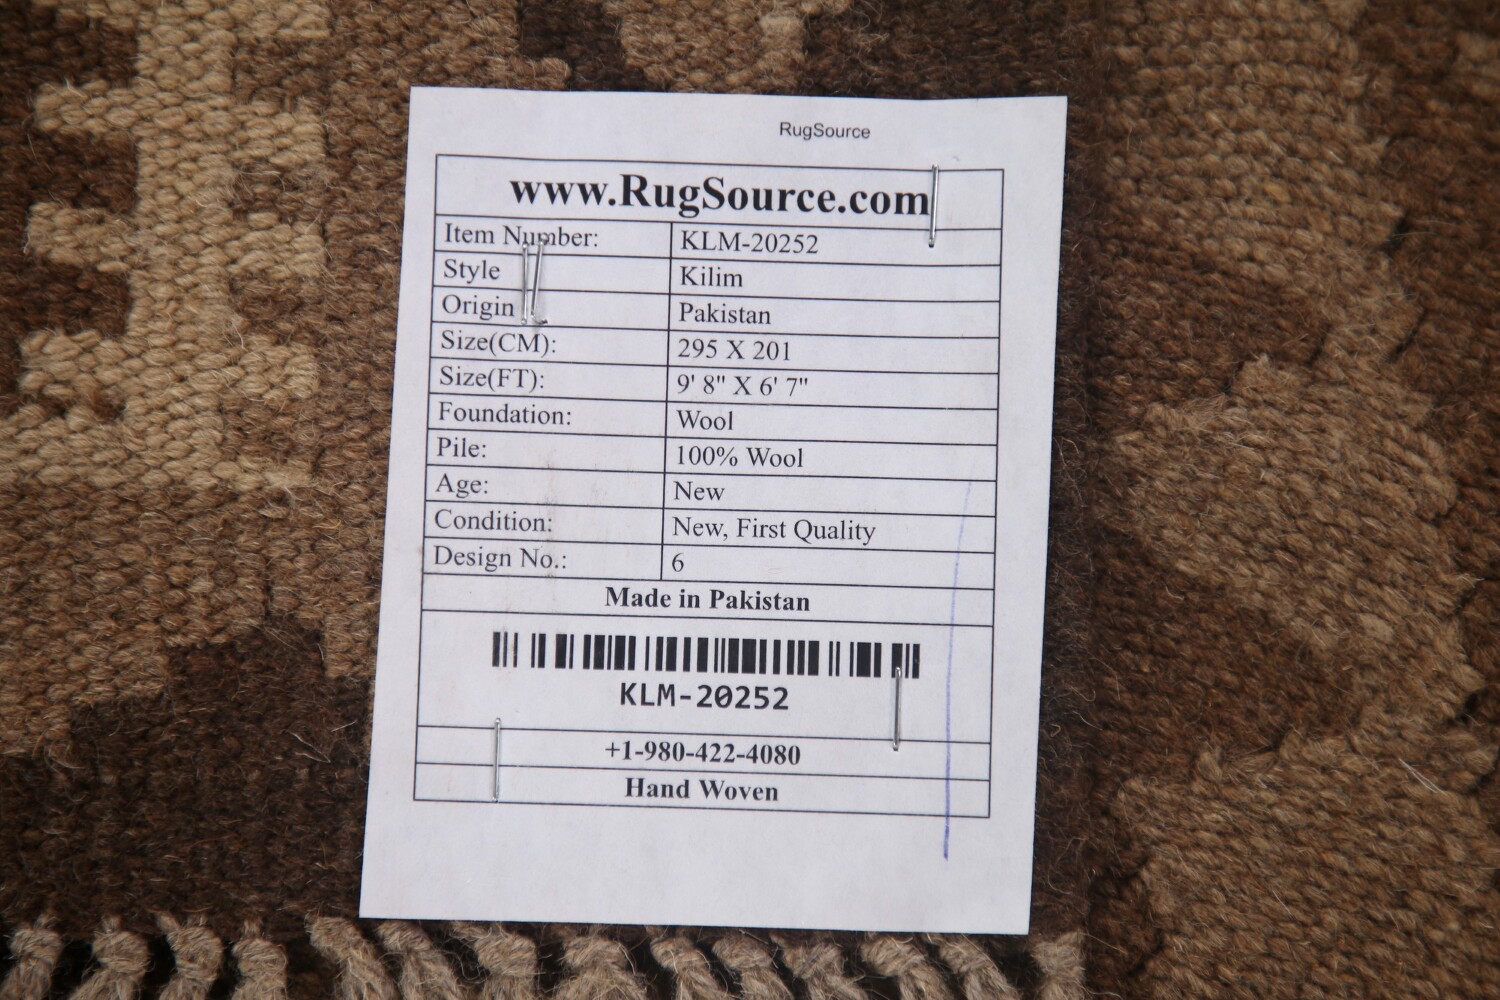 RugSource
www.RugSource.com
Item Number: KLM-20252
Style Kilim
Origin Pakistan
Size(CM): 295 X 201
Size(FT): 9' 8" X 6' 7"
Foundation: Wool
Pile: 100% Wool
Age: New
Condition: New, First Quality
Design No.: 6
Made in Pakistan
KLM-20252
+1-980-422-4080
Hand Woven